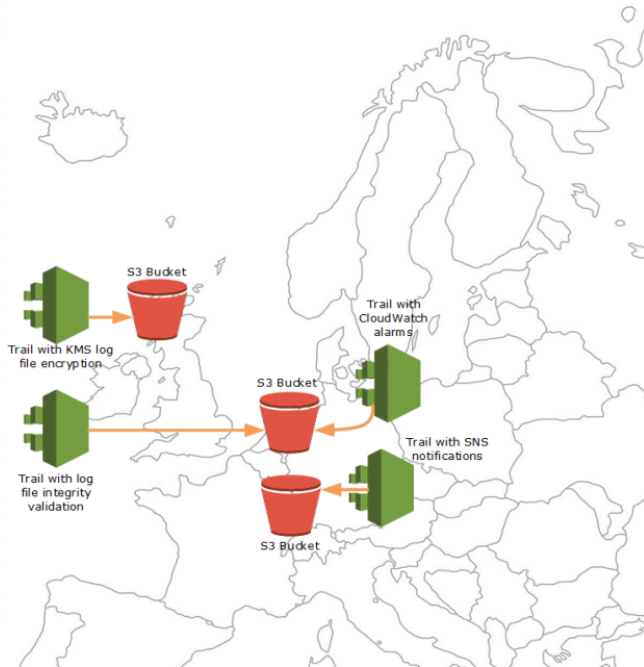 S3 Bucket
Trail with KMS log
file encryption
Trail with
CloudWatch
alarms
S3 Bucket
Trail with log
file integrity
validation
Trail with SNS
notifications
S3 Bucket